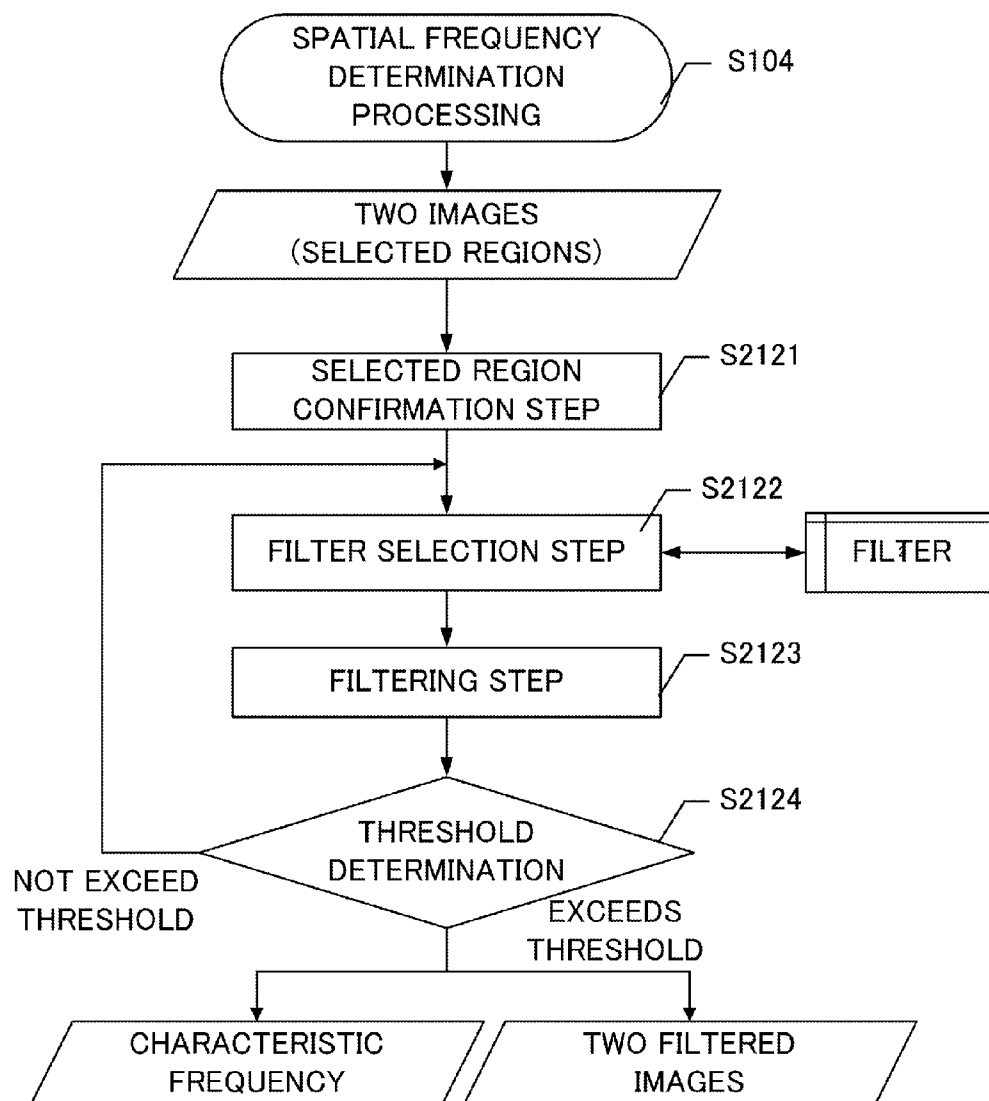 SPATIAL FREQUENCY
DETERMINATION
PROCESSING
S104
TWO IMAGES
(SELECTED REGIONS)
SELECTED REGION
CONFIRMATION STEP
S2121
S2122
FILTER SELECTION STEP
FILTER
FILTERING STEP
S2123
S2124
THRESHOLD
DETERMINATION
NOT EXCEED
THRESHOLD
EXCEEDS
THRESHOLD
CHARACTERISTIC
FREQUENCY
TWO FILTERED
IMAGES